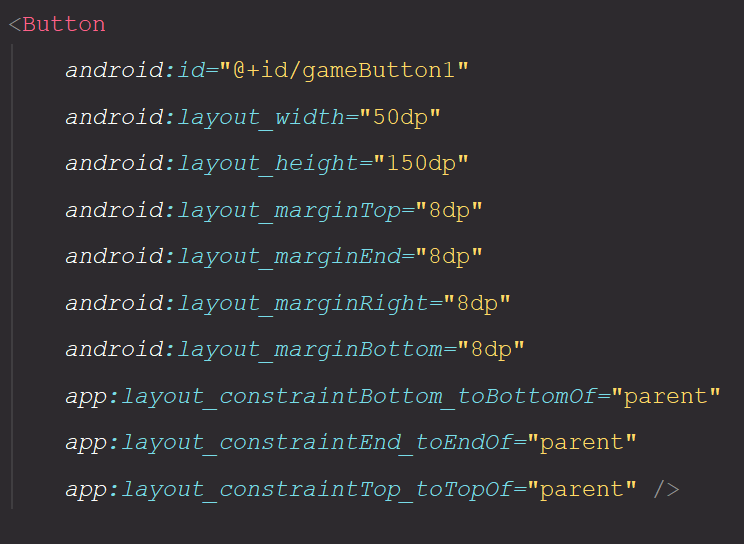 <Button
android:id="@+id/gameButton1"
android:layout_width="50dp"
android:layout_height="150dp"
android:layout_marginTop="8dp"
android:layout_marginEnd="8dp"
android:layout_marginRight="8dp"
android:layout_marginBottom="8dp"
app:layout_constraintBottom_toBottomOf="parent"
app:layout_constraintEnd_toEndOf="parent"
app:layout_constraintTop_toTopOf="parent" />